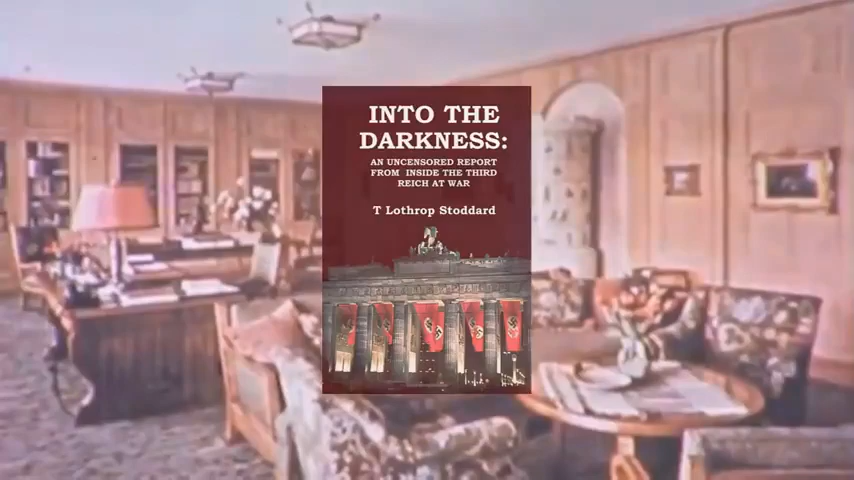 INTO THE
DARKNESS:
AN UNCENSORED REPORT
FROM INSIDE THE THIRD
REICH AT WAR
T Lothrop Stoddard